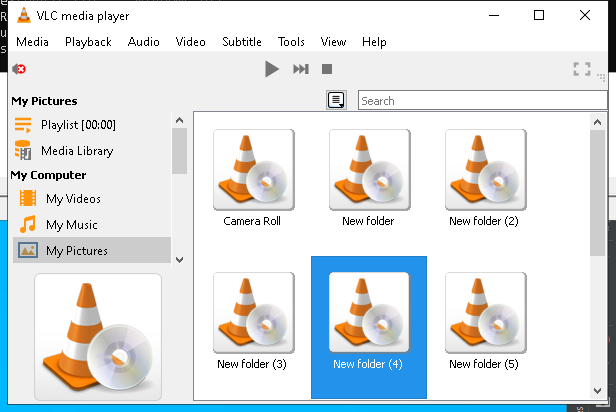 VLC media player
Media Playback Audio Video Subtitle Tools View Help
My Pictures
Search
Playlist [00:00]
Media Library
My Computer
My Videos
My Music
My Pictures
Camera Roll New folder New folder (2)
New folder (3) New folder (4) New folder (5)